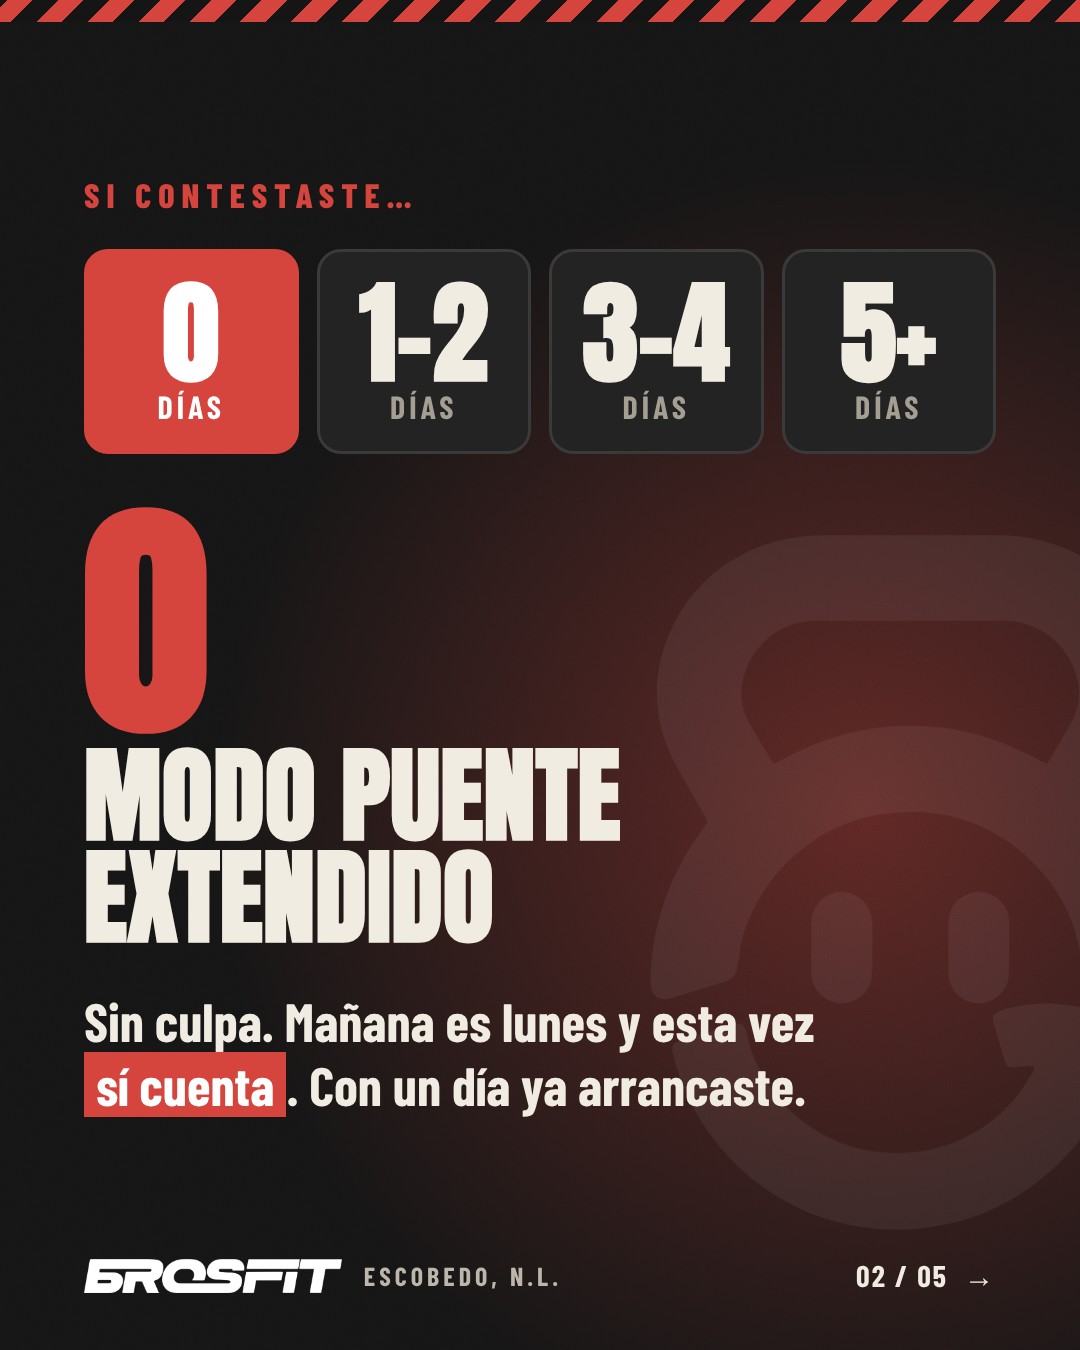 SI CONTESTASTE...
0 1-2 3-4 5+
DÍAS DÍAS DÍAS DÍAS
0
MODO PUENTE
EXTENDIDO
Sin culpa. Mañana es lunes y esta vez
sí cuenta. Con un día ya arrancaste.
BROSFIT ESCOBEDO, N.L. 02 / 05 →